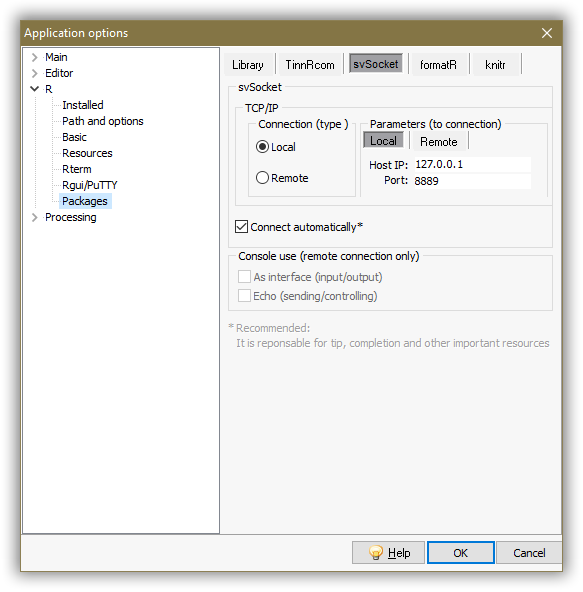 Application options
Main
Editor
R
Installed
Path and options
Basic
Resources
Rterm
Rgui/PuTTY
Packages
Processing
Library TinnRcom svSocket formatR knitr
svSocket
TCP/IP
Connection (type )
Local
Remote
Parameters (to connection)
Local Remote
Host IP: 127.0.0.1
Port: 8889
Connect automatically*
Console use (remote connection only)
As interface (input/output)
Echo (sending/controlling)
* Recommended:
It is reponsable for tip, completion and other important resources
Help OK Cancel